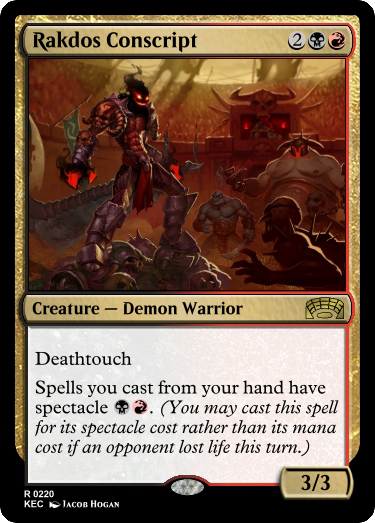 Rakdos Conscript 2
Creature — Demon Warrior
Deathtouch
Spells you cast from your hand have
spectacle . (You may cast this spell
for its spectacle cost rather than its mana
cost if an opponent lost life this turn.)
3/3
R 0220
KEC Jacob Hogan